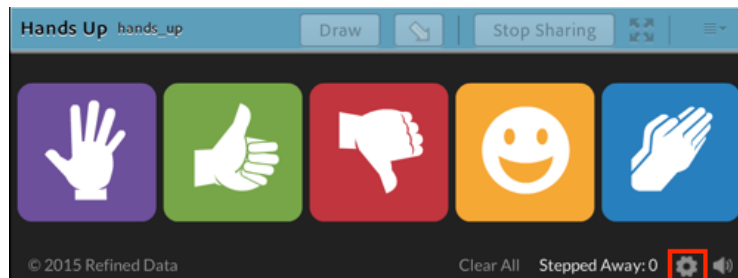 Hands Up hands_up Draw Stop Sharing
© 2015 Refined Data Clear All Stepped Away: 0